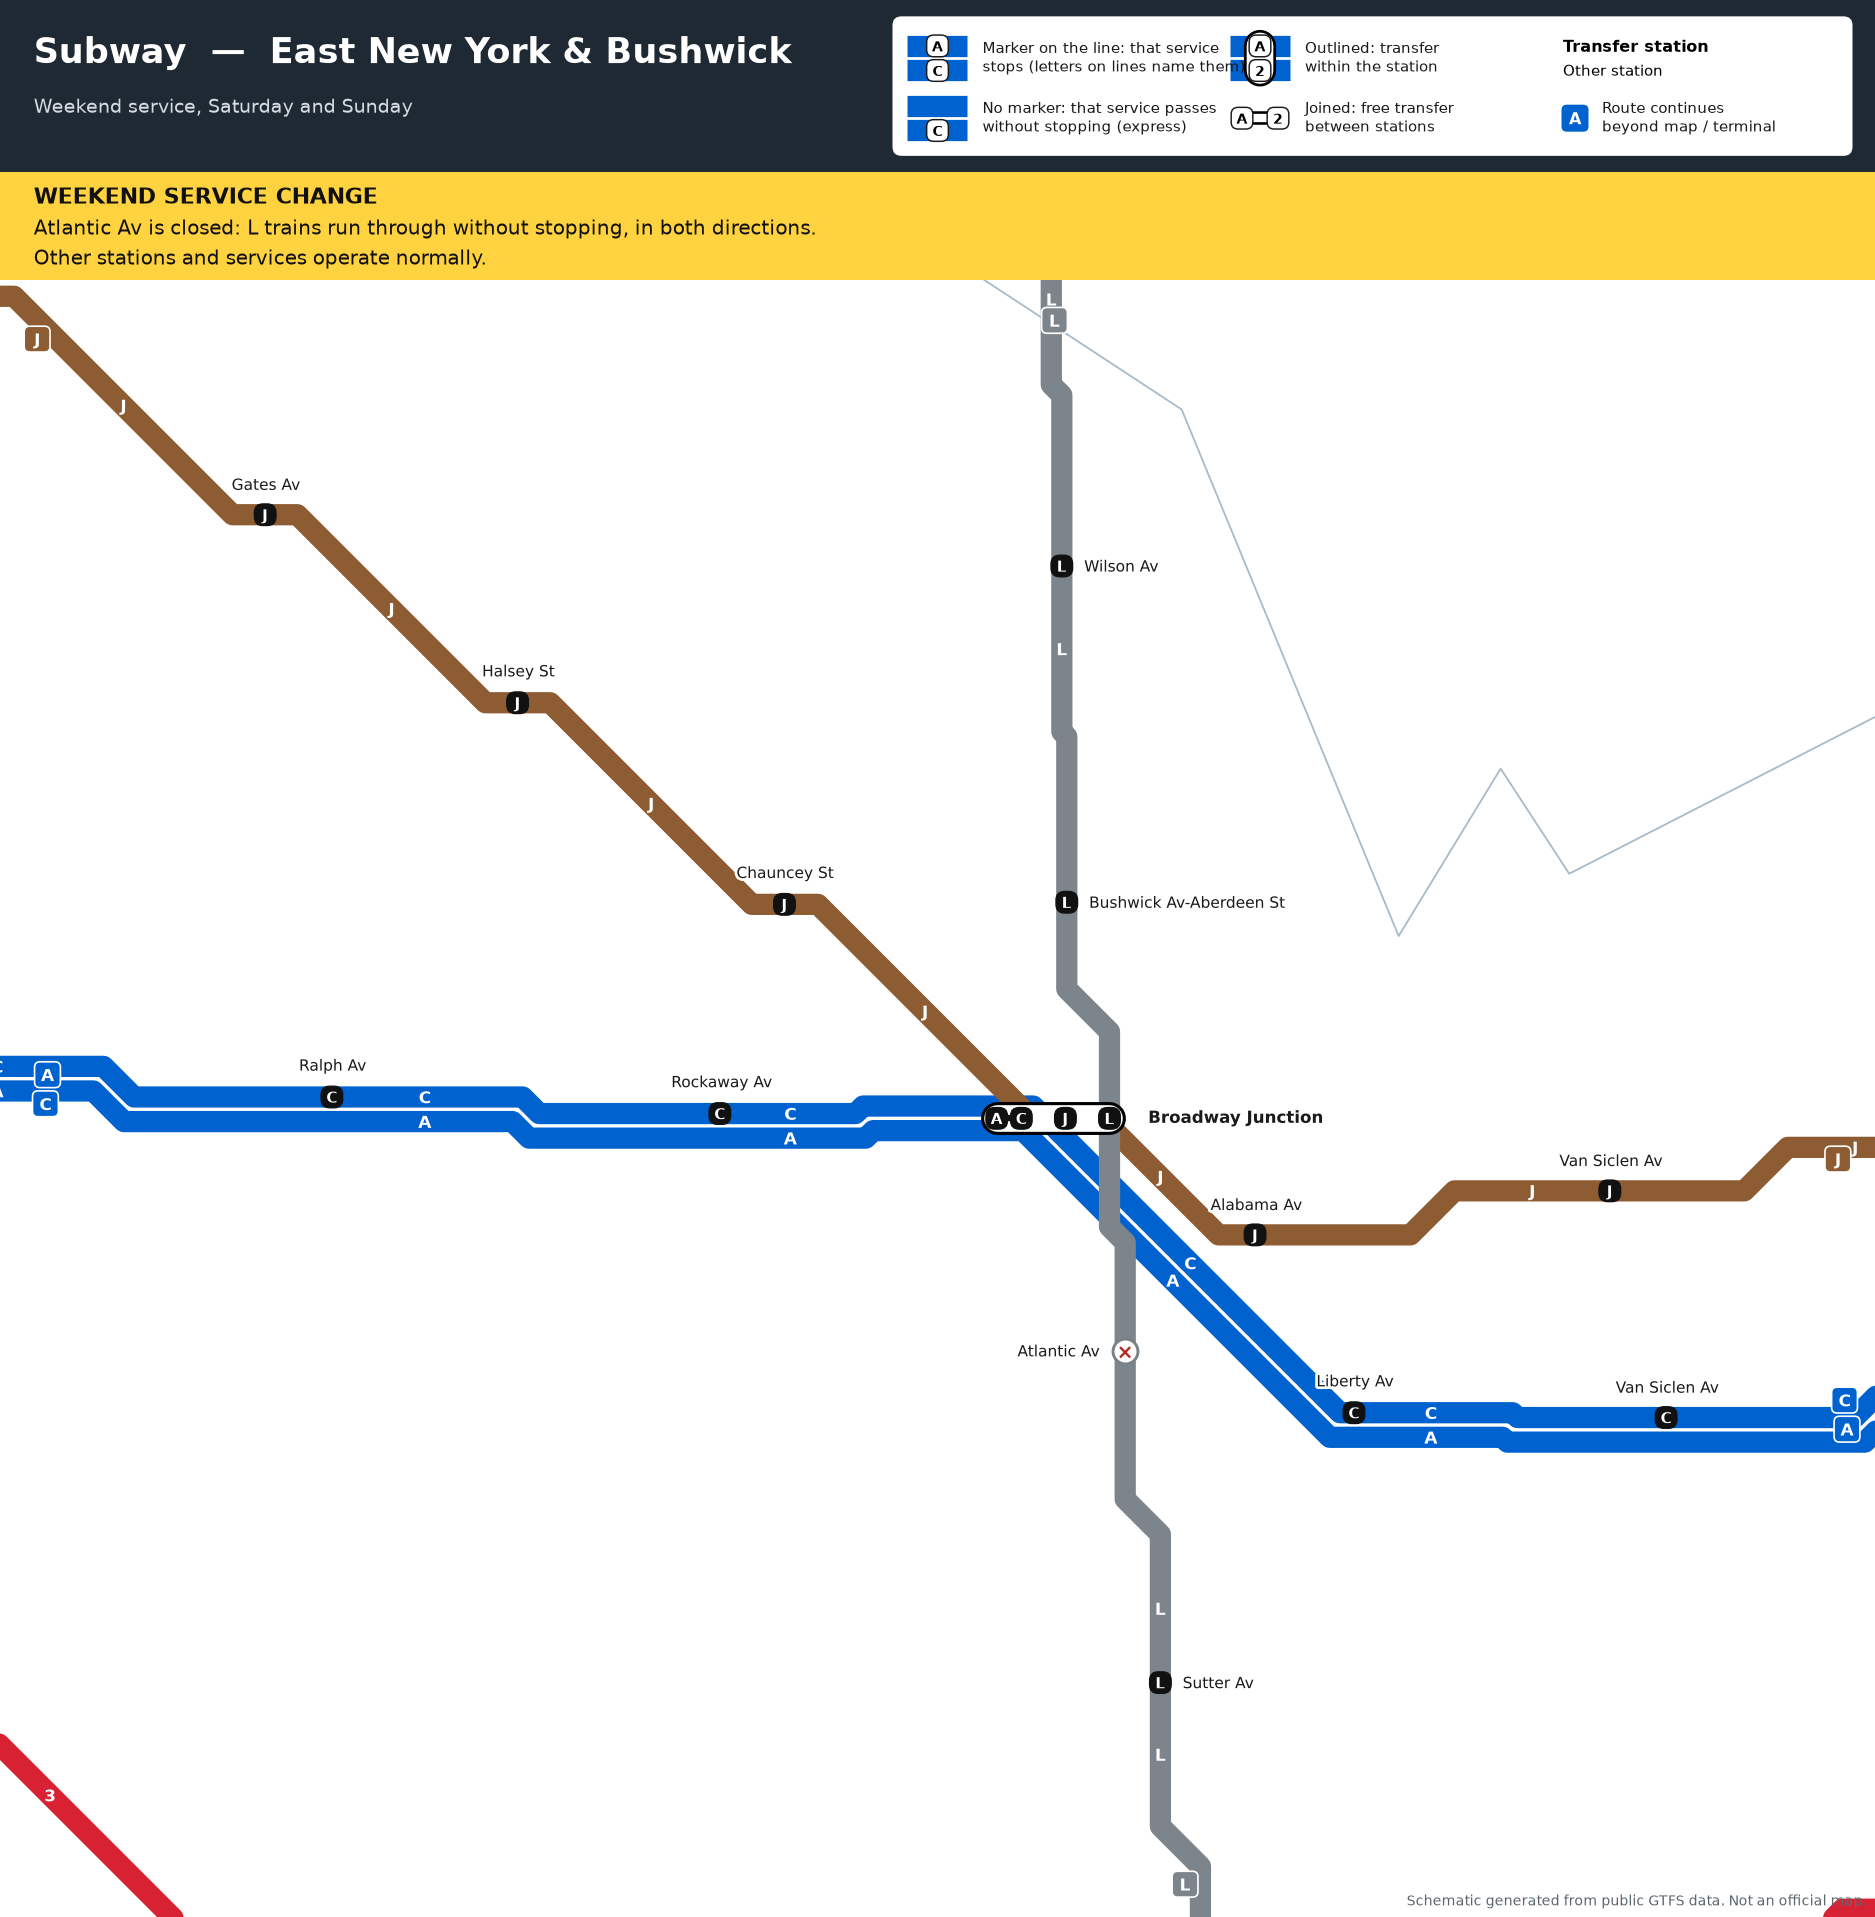 Subway — East New York & Bushwick
Weekend service, Saturday and Sunday
A
C
Marker on the line: that service
stops (letters on lines name them)
A
2
Outlined: transfer
within the station
Transfer station
Other station
C
No marker: that service passes
without stopping (express)
A 2
Joined: free transfer
between stations
A
Route continues
beyond map / terminal
WEEKEND SERVICE CHANGE
Atlantic Av is closed: L trains run through without stopping, in both directions.
Other stations and services operate normally.
L
L
J
J
Gates Av
J
L Wilson Av
J
L
Halsey St
J
J
Chauncey St
J
L Bushwick Av-Aberdeen St
J
Ralph Av
A
C
C
C
A
Rockaway Av
C
C
A
A C J L Broadway Junction
J
Alabama Av
J
Van Siclen Av
J
J
J
J
C
A
Atlantic Av
Liberty Av
C
C
A
Van Siclen Av
C
C
A
L
L Sutter Av
L
3
L
Schematic generated from public GTFS data. Not an official map.